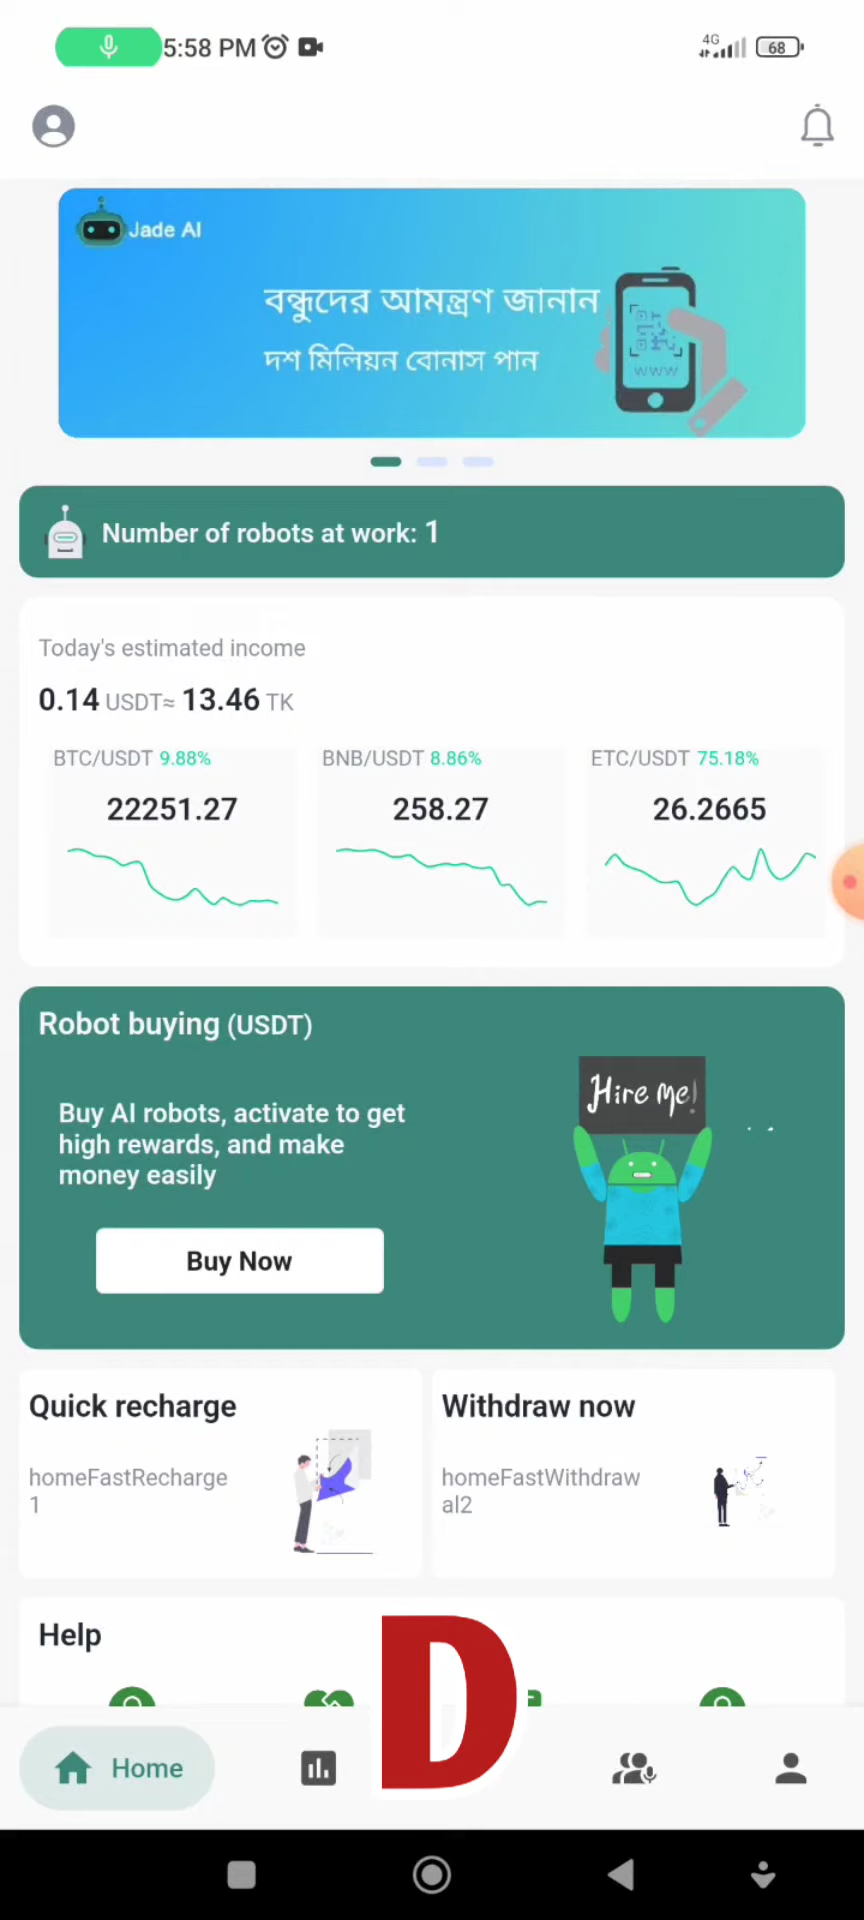 5:58 PM
4G
68
Jade AI
বন্ধুদের আমন্ত্রণ জানান
দশ মিলিয়ন বোনাস পান
WWW
Number of robots at work: 1
Today's estimated income
0.14 USDT≈ 13.46 TK
BTC/USDT 9.88%
22251.27
BNB/USDT 8.86%
258.27
ETC/USDT 75.18%
26.2665
Robot buying (USDT)
Hire Me!
Buy AI robots, activate to get
high rewards, and make
money easily
Buy Now
Quick recharge
homeFastRecharge
1
Withdraw now
homeFastWithdraw
al2
Help
D
Home